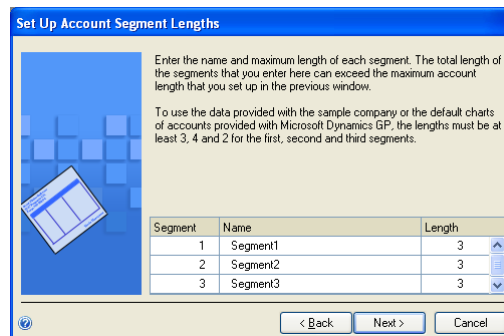 Set Up Account Segment Lengths
Enter the name and maximum length of each segment. The total length of
the segments that you enter here can exceed the maximum account
length that you set up in the previous window.
To use the data provided with the sample company or the default charts
of accounts provided with Microsoft Dynamics GP, the lengths must be at
least 3, 4 and 2 for the first, second and third segments.
Segment Name Length
1 Segment1 3
2 Segment2 3
3 Segment3 3
< Back Next > Cancel